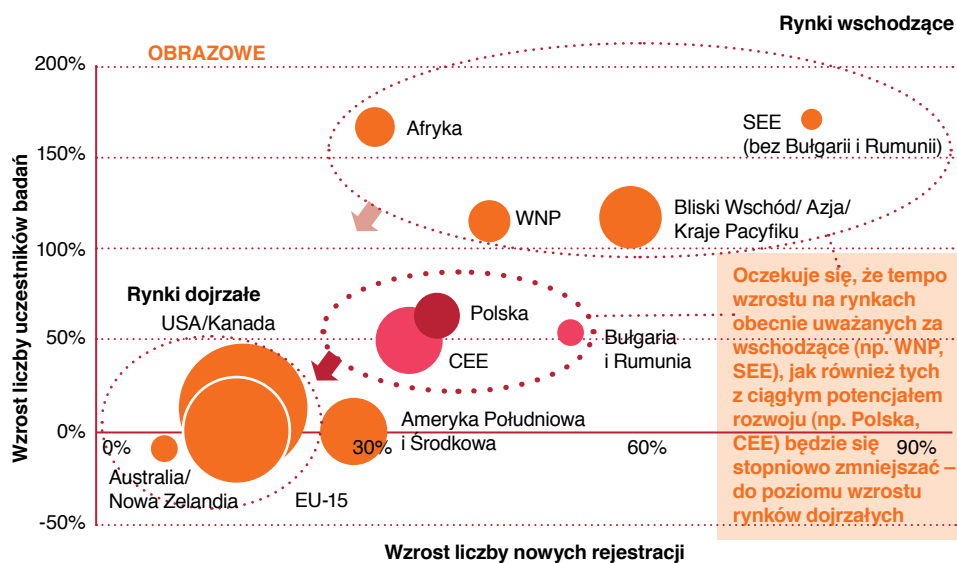 Rynki wschodzące
OBRAZOWE
200%
150%
100%
50%
0%
-50%
Wzrost liczby uczestników badań
Afryka
SEE
(bez Bułgarii i Rumunii)
WNP
Bliski Wschód/ Azja/
Kraje Pacyfiku
Rynki dojrzałe
USA/Kanada
Polska
CEE
Bułgaria
i Rumunia
Ameryka Południowa
i Środkowa
Australia/
Nowa Zelandia
EU-15
0%
30%
60%
90%
Oczekuje się, że tempo
wzrostu na rynkach
obecnie uważanych za
wschodzące (np. WNP,
SEE), jak również tych
z ciągłym potencjałem
rozwoju (np. Polska,
CEE) będzie się
stopniowo zmniejszać –
do poziomu wzrostu
rynków dojrzałych
Wzrost liczby nowych rejestracji